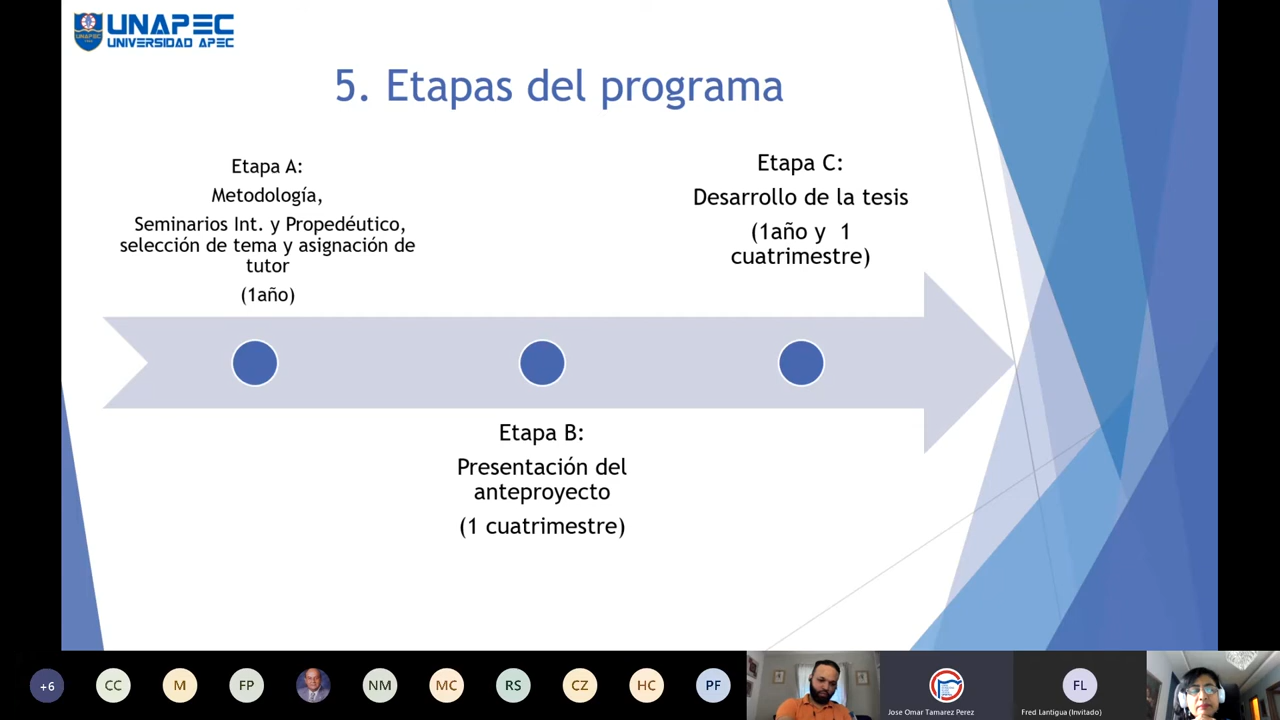 UNAPEC
UNIVERSIDAD APEC
5. Etapas del programa
Etapa A:
Metodología,
Seminarios Int. y Propedéutico,
selección de tema y asignación de
tutor
(1año)
Etapa C:
Desarrollo de la tesis
(1año y 1
cuatrimestre)
Etapa B:
Presentación del
anteproyecto
(1 cuatrimestre)
+6
CC
M
FP
NM
MC
RS
CZ
HC
PF
Jose Omar Tamarez Perez
FL
Fred Lantigua (Invitado)